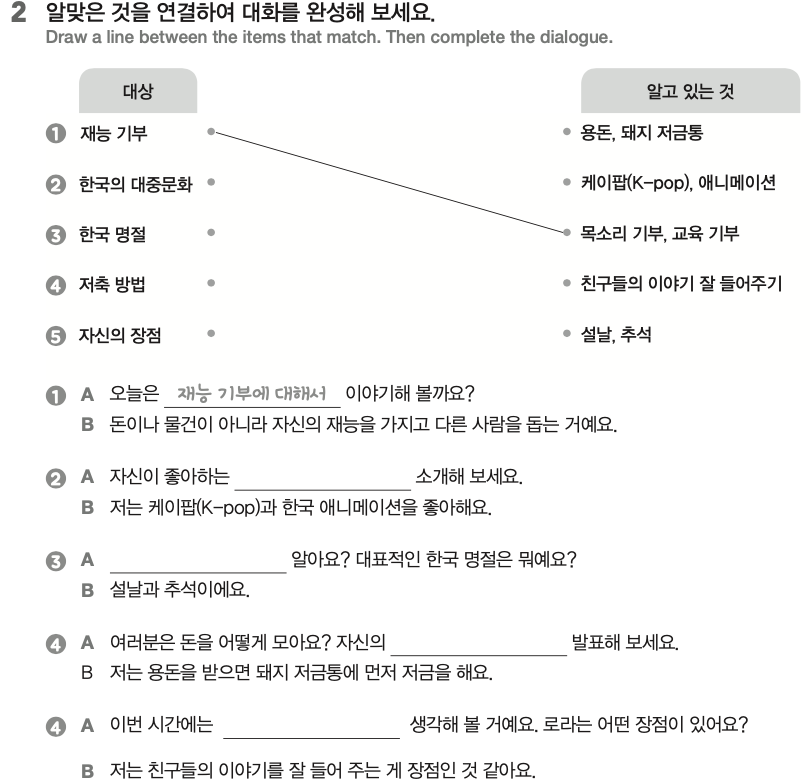 2 알맞은 것을 연결하여 대화를 완성해 보세요.
Draw a line between the items that match. Then complete the dialogue.
대상 알고 있는 것
1 재능 기부 용돈, 돼지 저금통
2 한국의 대중문화 케이팝(K-pop), 애니메이션
3 한국 명절 목소리 기부, 교육 기부
4 저축 방법 친구들의 이야기 잘 들어주기
5 자신의 장점 설날, 추석
1 A 오늘은 재능 기부에 대해서 이야기해 볼까요?
B 돈이나 물건이 아니라 자신의 재능을 가지고 다른 사람을 돕는 거예요.
2 A 자신이 좋아하는 ____ 소개해 보세요.
B 저는 케이팝(K-pop)과 한국 애니메이션을 좋아해요.
3 A ____ 알아요? 대표적인 한국 명절은 뭐예요?
B 설날과 추석이에요.
4 A 여러분은 돈을 어떻게 모아요? 자신의 ____ 발표해 보세요.
B 저는 용돈을 받으면 돼지 저금통에 먼저 저금을 해요.
4 A 이번 시간에는 ____ 생각해 볼 거예요. 로라는 어떤 장점이 있어요?
B 저는 친구들의 이야기를 잘 들어 주는 게 장점인 것 같아요.